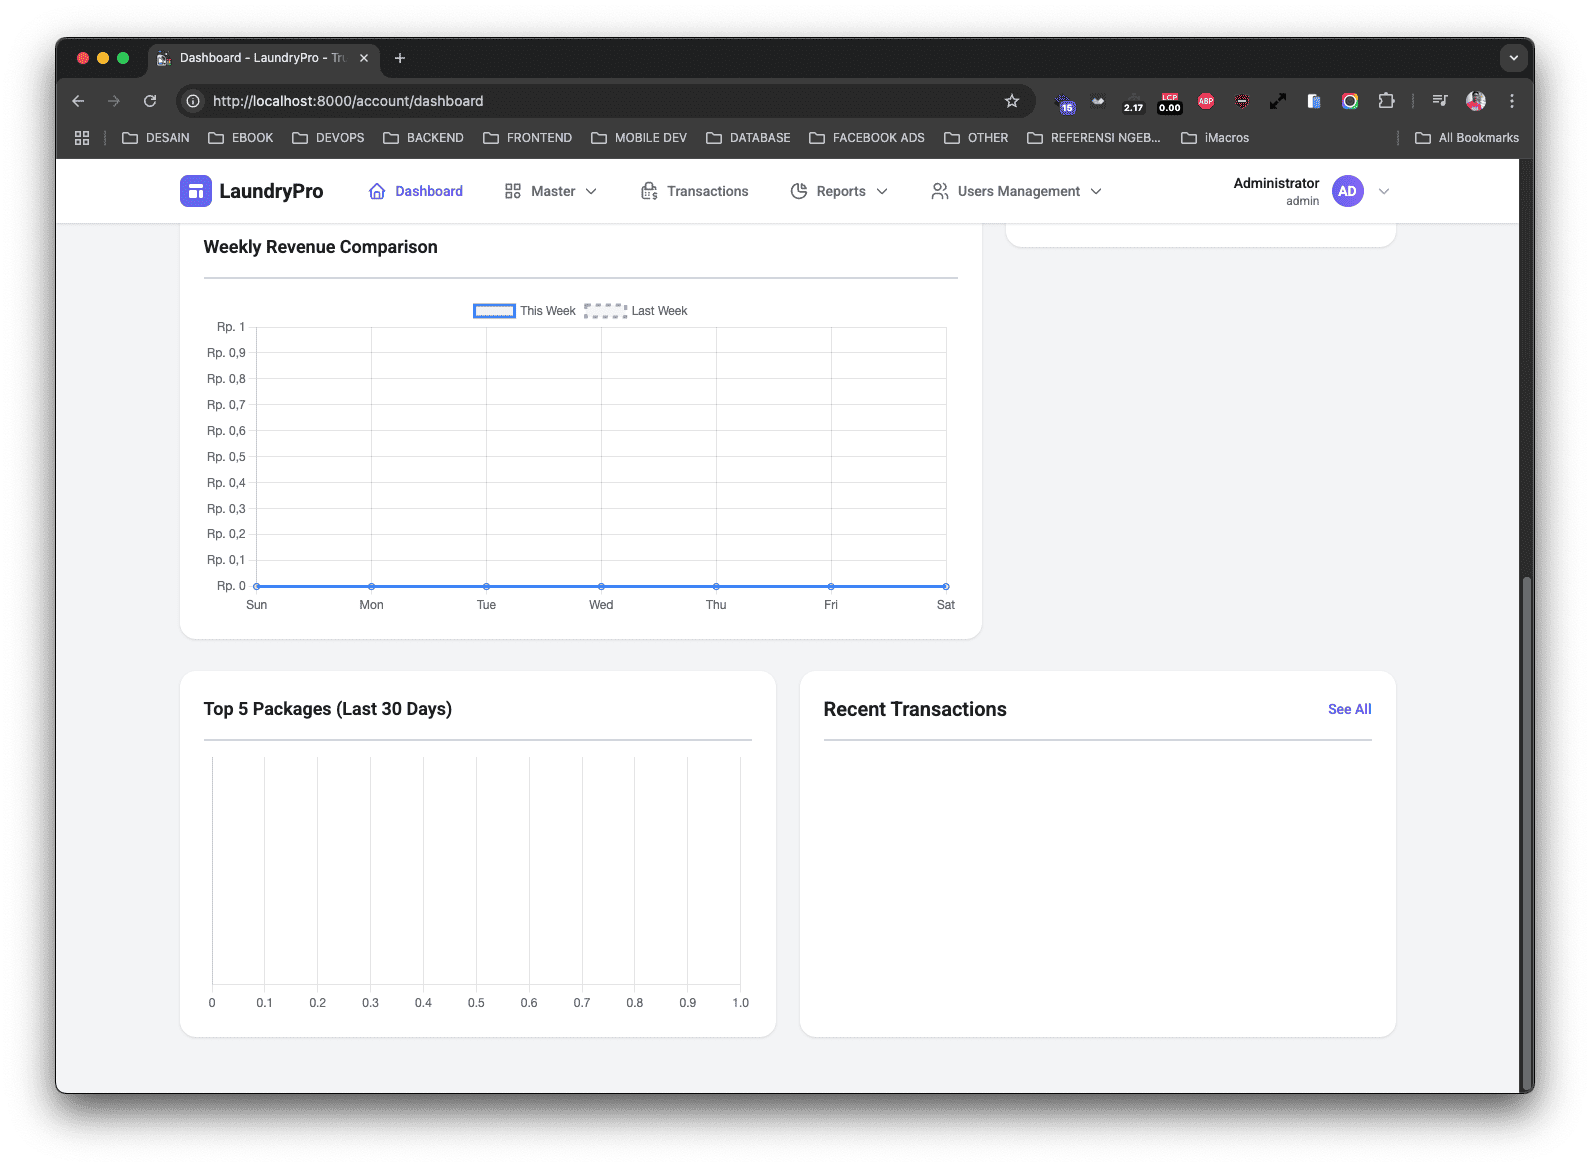 Dashboard - LaundryPro - Tru
http://localhost:8000/account/dashboard
15
2.17
LCP
0.00
ABP
DESAIN
EBOOK
DEVOPS
BACKEND
FRONTEND
MOBILE DEV
DATABASE
FACEBOOK ADS
OTHER
REFERENSI NGEB...
iMacros
All Bookmarks
LaundryPro
Dashboard
Master
Transactions
Reports
Users Management
Administrator
admin
AD
Weekly Revenue Comparison
This Week
Last Week
Rp. 1
Rp. 0,9
Rp. 0,8
Rp. 0,7
Rp. 0,6
Rp. 0,5
Rp. 0,4
Rp. 0,3
Rp. 0,2
Rp. 0,1
Rp. 0
Sun
Mon
Tue
Wed
Thu
Fri
Sat
Top 5 Packages (Last 30 Days)
0
0.1
0.2
0.3
0.4
0.5
0.6
0.7
0.8
0.9
1.0
Recent Transactions
See All